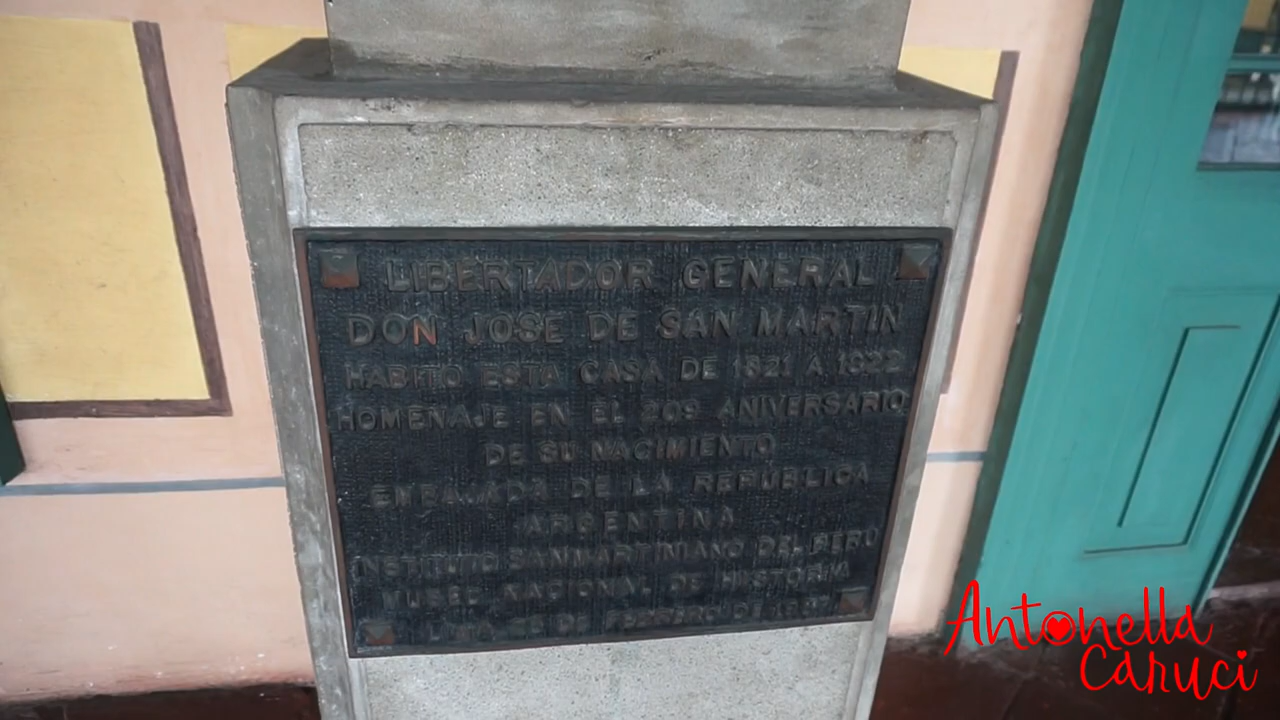 LIBERTADOR GENERAL
DON JOSE DE SAN MARTIN
HABITO ESTA CASA DE 1821 A 1822
HOMENAJE EN EL 209 ANIVERSARIO
DE SU NACIMIENTO
EMBAJADA DE LA REPUBLICA
ARGENTINA
INSTITUTO SANMARTINIANO DEL PERU
MUSEO NACIONAL DE HISTORIA
DE FEBRERO DE 1987
Antonella
Caruci